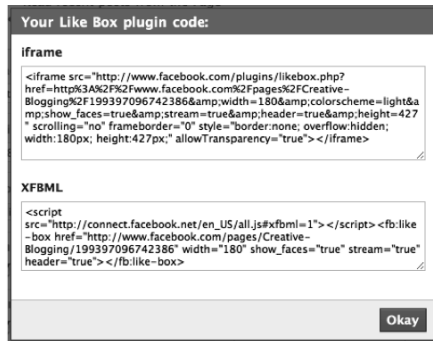 Your Like Box plugin code:
iframe
<iframe src="http://www.facebook.com/plugins/likebox.php?
href=http%3A%2F%2Fwww.facebook.com%2Fpages%2FCreative-
Blogging%2F199397096742386&amp;width=180&amp;colorscheme=light&a
mp;show_faces=true&amp;stream=true&amp;header=true&amp;height=427
" scrolling="no" frameborder="0" style="border:none; overflow:hidden;
width:180px; height:427px;" allowTransparency="true"></iframe>
XFBML
<script
src="http://connect.facebook.net/en_US/all.js#xfbml=1"></script><fb:like
-box href="http://www.facebook.com/pages/Creative-
Blogging/199397096742386" width="180" show_faces="true" stream="true"
header="true"></fb:like-box>
Okay